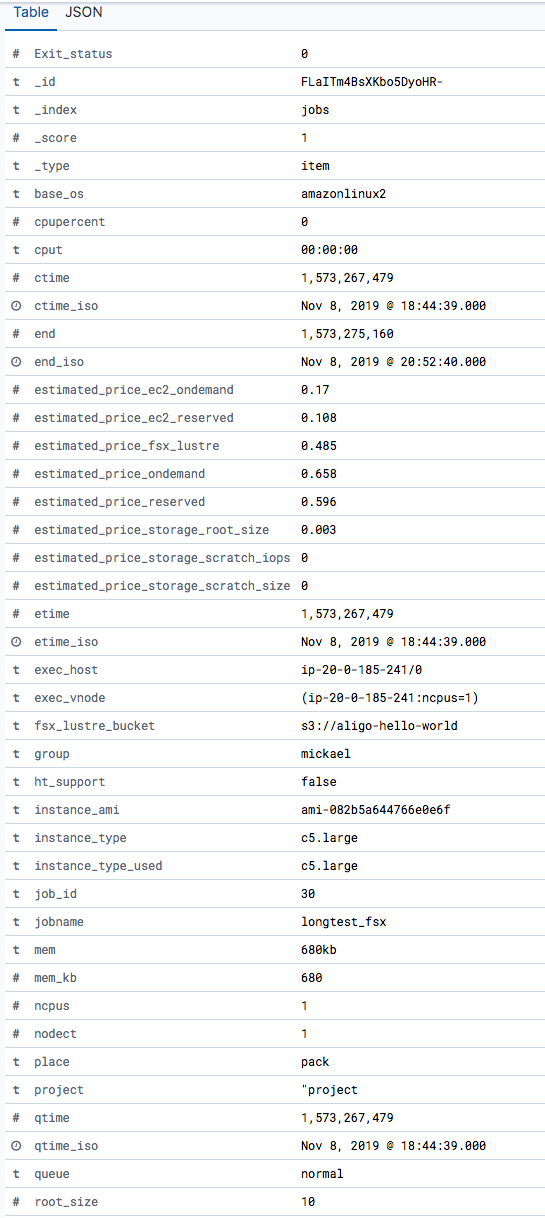 Table JSON
# Exit_status 0
t _id FLaITm4BsXKbo5DyoHR-
t _index jobs
# _score 1
t _type item
t base_os amazonlinux2
# cpupercent 0
t cput 00:00:00
# ctime 1,573,267,479
ctime_iso Nov 8, 2019 @ 18:44:39.000
# end 1,573,275,160
end_iso Nov 8, 2019 @ 20:52:40.000
# estimated_price_ec2_ondemand 0.17
# estimated_price_ec2_reserved 0.108
# estimated_price_fsx_lustre 0.485
# estimated_price_ondemand 0.658
# estimated_price_reserved 0.596
# estimated_price_storage_root_size 0.003
# estimated_price_storage_scratch_iops 0
# estimated_price_storage_scratch_size 0
# etime 1,573,267,479
etime_iso Nov 8, 2019 @ 18:44:39.000
t exec_host ip-20-0-185-241/0
t exec_vnode (ip-20-0-185-241:ncpus=1)
t fsx_lustre_bucket s3://aligo-hello-world
t group mickael
t ht_support false
t instance_ami ami-082b5a644766e0e6f
t instance_type c5.large
t instance_type_used c5.large
t job_id 30
t jobname longtest_fsx
t mem 680kb
# mem_kb 680
# ncpus 1
# nodect 1
t place pack
t project "project
# qtime 1,573,267,479
qtime_iso Nov 8, 2019 @ 18:44:39.000
t queue normal
# root_size 10